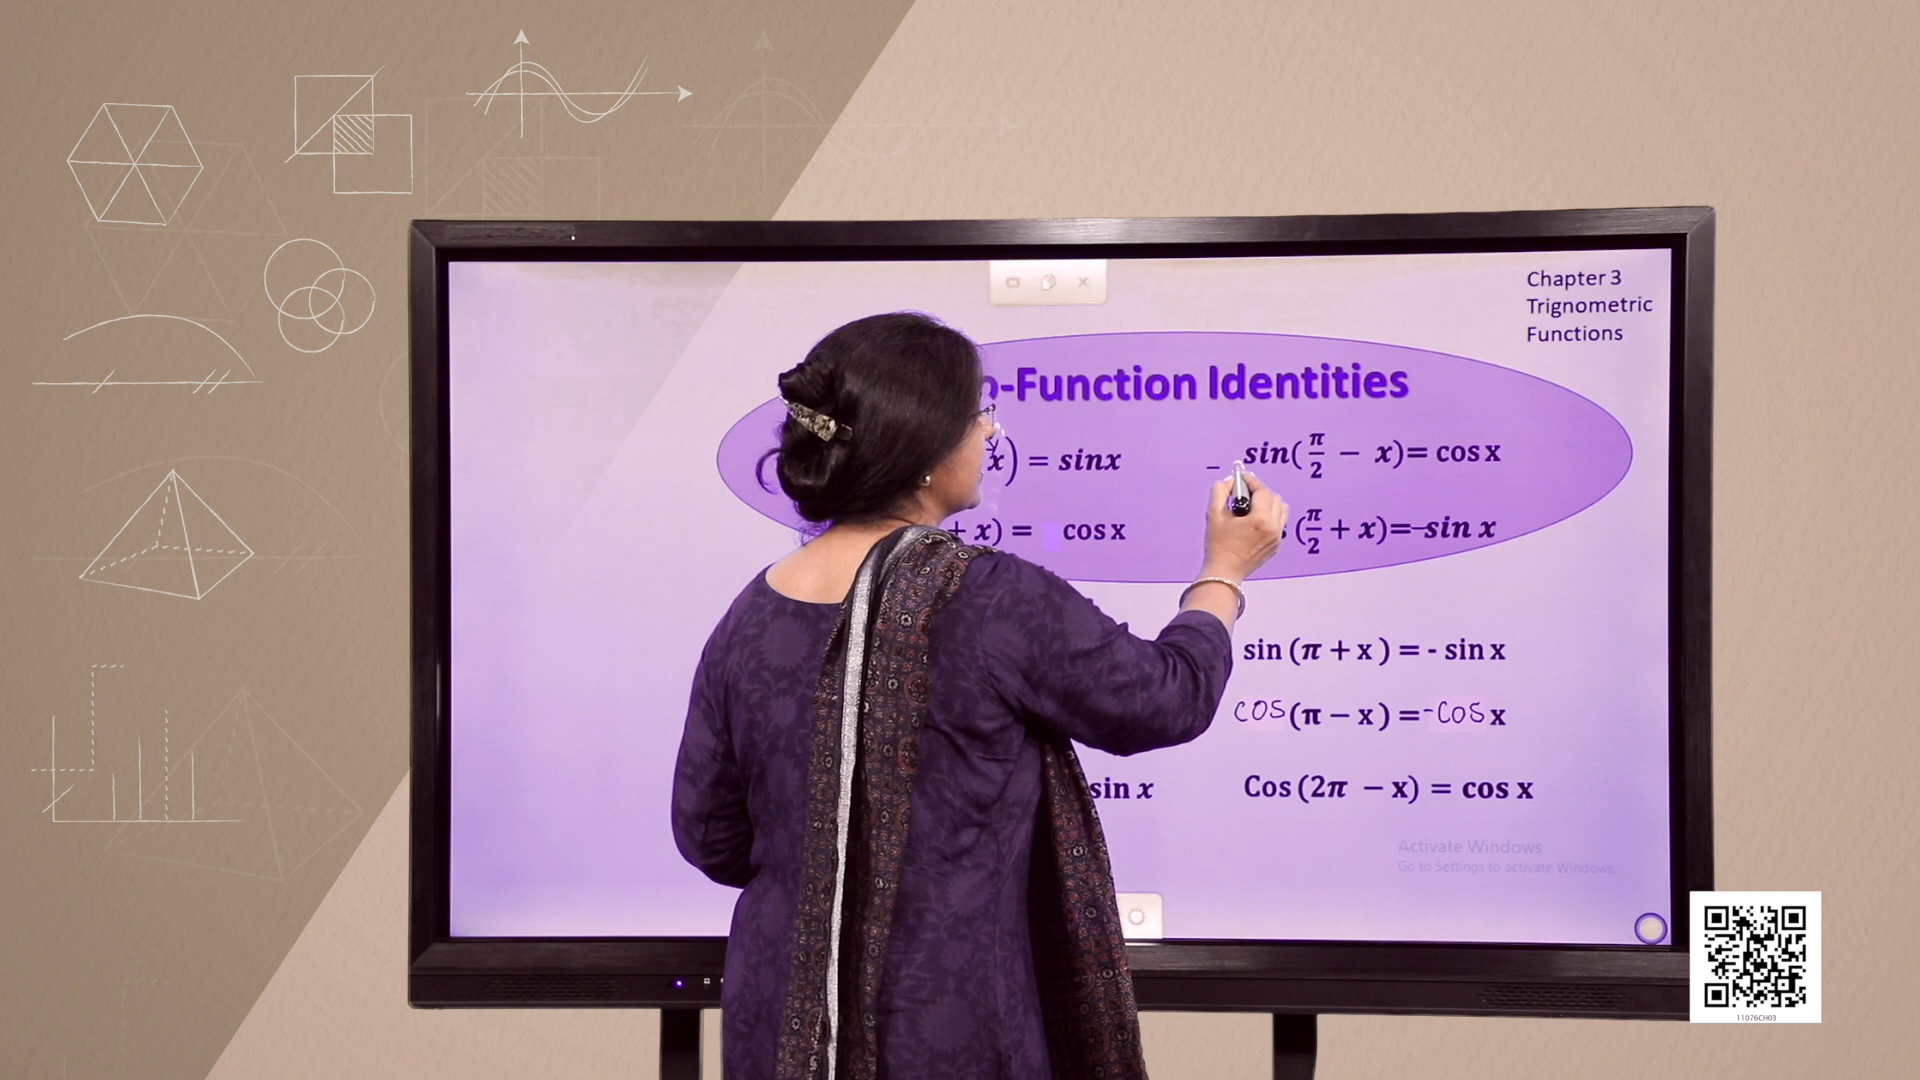 Chapter 3
Trignometric
Functions
-Function Identities
x) = sinx
sin(π/2 − x)= cos x
+ x) = cos x
(π/2 + x)=−sin x
sin (π + x ) = - sin x
cos (π − x ) = -cos x
sin x
Cos (2π − x) = cos x
Activate Windows
Go to Settings to activate Windows.
11076CH03